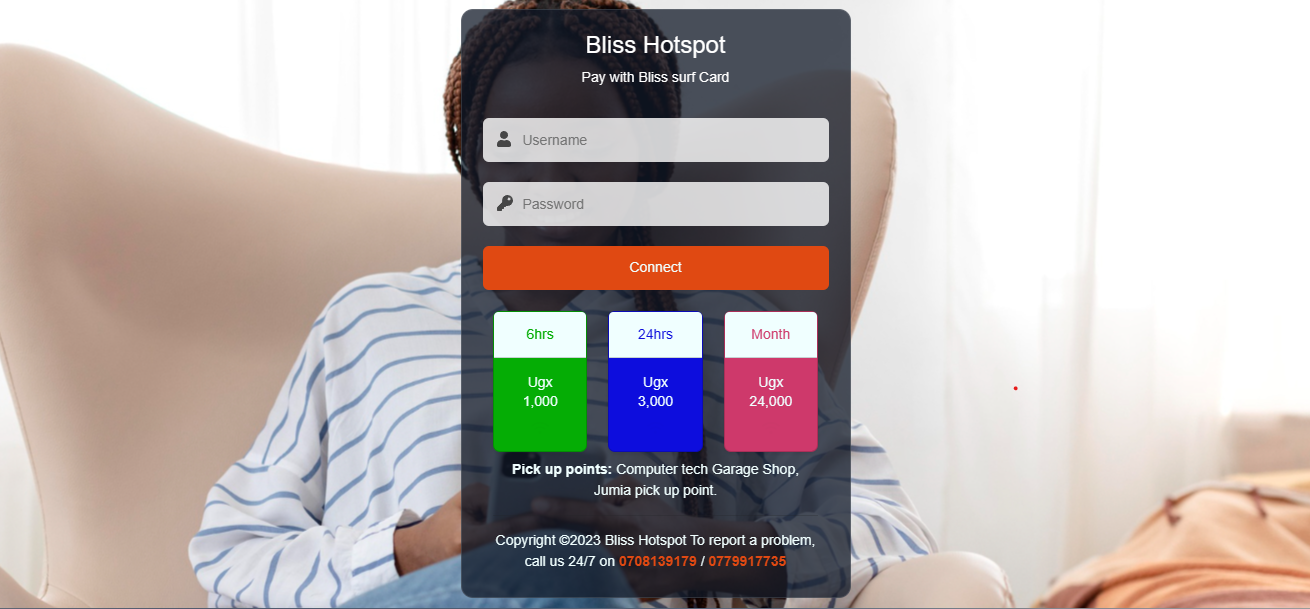 Bliss Hotspot
Pay with Bliss surf Card
Username
Password
Connect
6hrs
Ugx
1,000
24hrs
Ugx
3,000
Month
Ugx
24,000
Pick up points: Computer tech Garage Shop,
Jumia pick up point.
Copyright ©2023 Bliss Hotspot To report a problem,
call us 24/7 on 0708139179 / 0779917735